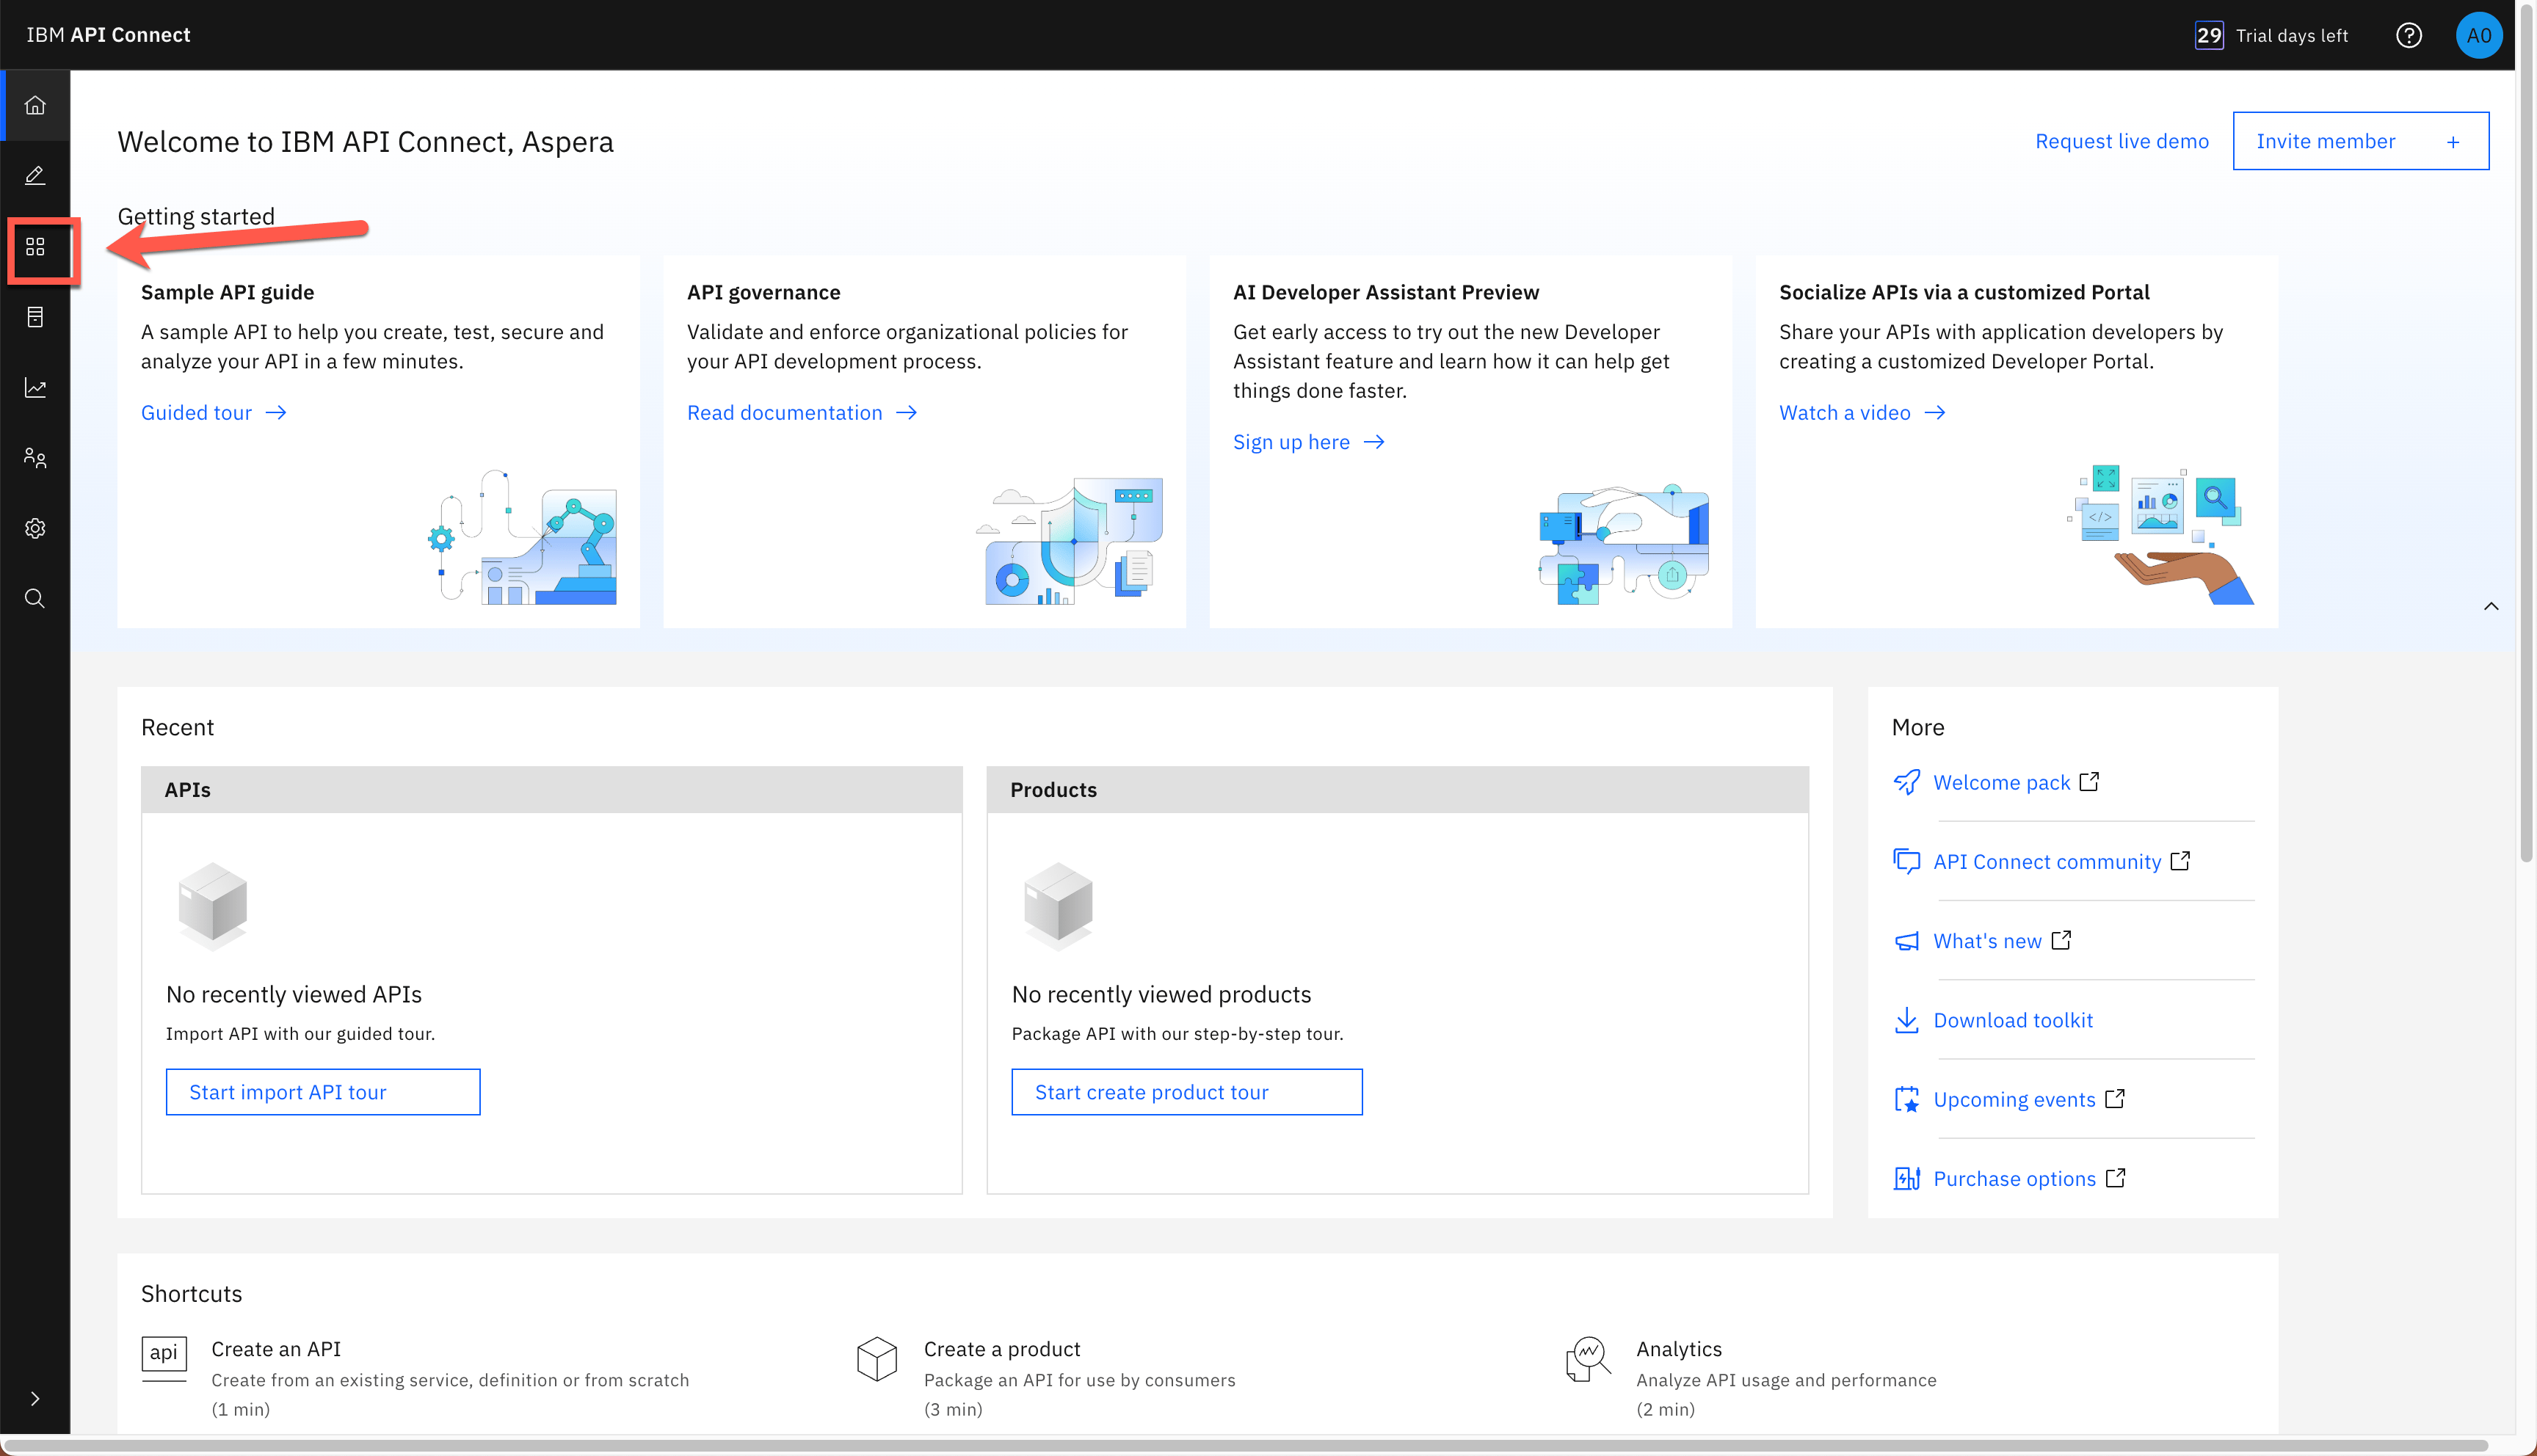 IBM API Connect
29 Trial days left
A0
Welcome to IBM API Connect, Aspera
Request live demo
Invite member +
Getting started
Sample API guide
A sample API to help you create, test, secure and
analyze your API in a few minutes.
Guided tour
API governance
Validate and enforce organizational policies for
your API development process.
Read documentation
AI Developer Assistant Preview
Get early access to try out the new Developer
Assistant feature and learn how it can help get
things done faster.
Sign up here
Socialize APIs via a customized Portal
Share your APIs with application developers by
creating a customized Developer Portal.
Watch a video
</>
Recent
APIs
No recently viewed APIs
Import API with our guided tour.
Start import API tour
Products
No recently viewed products
Package API with our step-by-step tour.
Start create product tour
More
Welcome pack
API Connect community
What's new
Download toolkit
Upcoming events
Purchase options
Shortcuts
api
Create an API
Create from an existing service, definition or from scratch
(1 min)
Create a product
Package an API for use by consumers
(3 min)
Analytics
Analyze API usage and performance
(2 min)